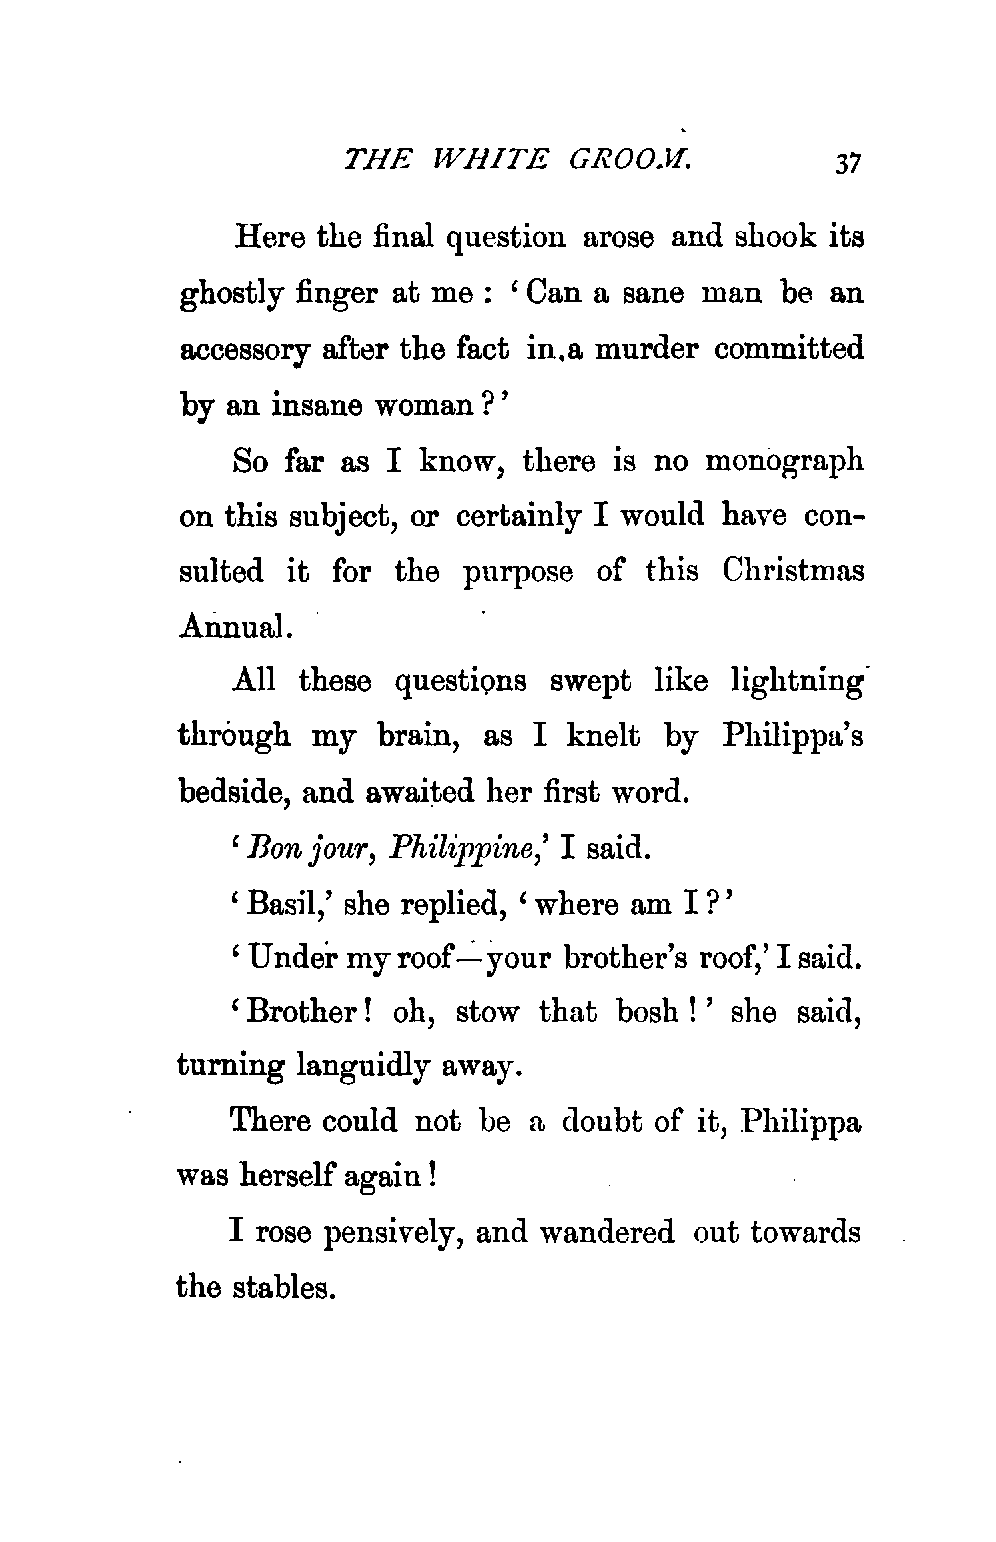 THE WHITE GROOM. 37
Here the final question arose and shook its
ghostly finger at me : ‘ Can a sane man be an
accessory after the fact in a murder committed
by an insane woman ? ’
So far as I know, there is no monograph
on this subject, or certainly I would have con-
sulted it for the purpose of this Christmas
Annual.
All these questions swept like lightning
through my brain, as I knelt by Philippa’s
bedside, and awaited her first word.
‘ Bon jour, Philippine,’ I said.
‘ Basil,’ she replied, ‘ where am I ? ’
‘ Under my roof—your brother’s roof,’ I said.
‘ Brother ! oh, stow that bosh ! ’ she said,
turning languidly away.
There could not be a doubt of it, Philippa
was herself again !
I rose pensively, and wandered out towards
the stables.